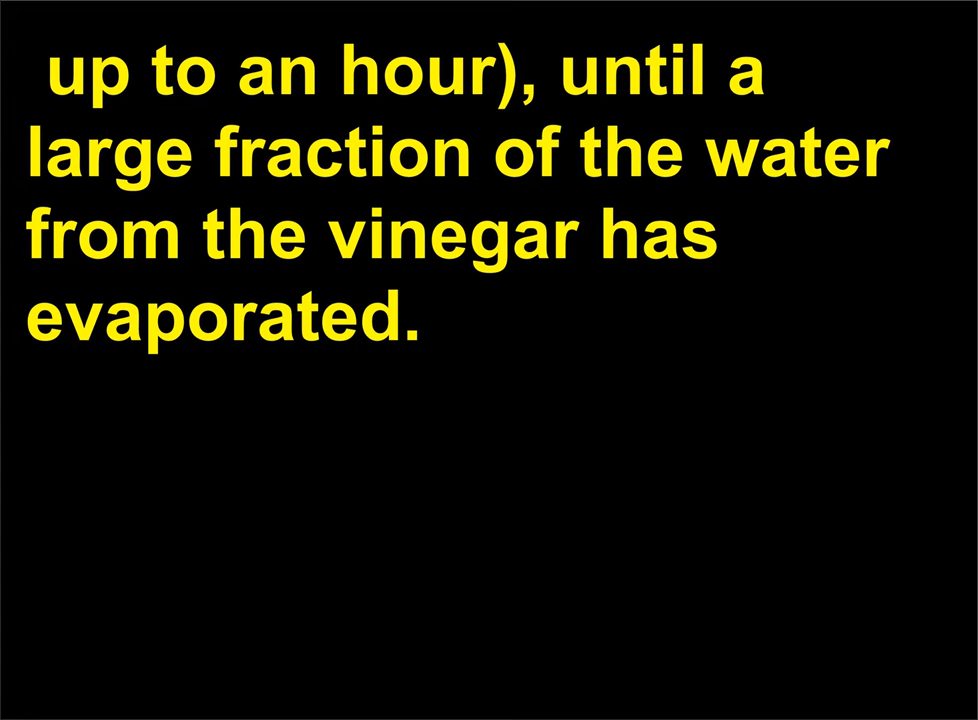 up to an hour), until a
large fraction of the water
from the vinegar has
evaporated.